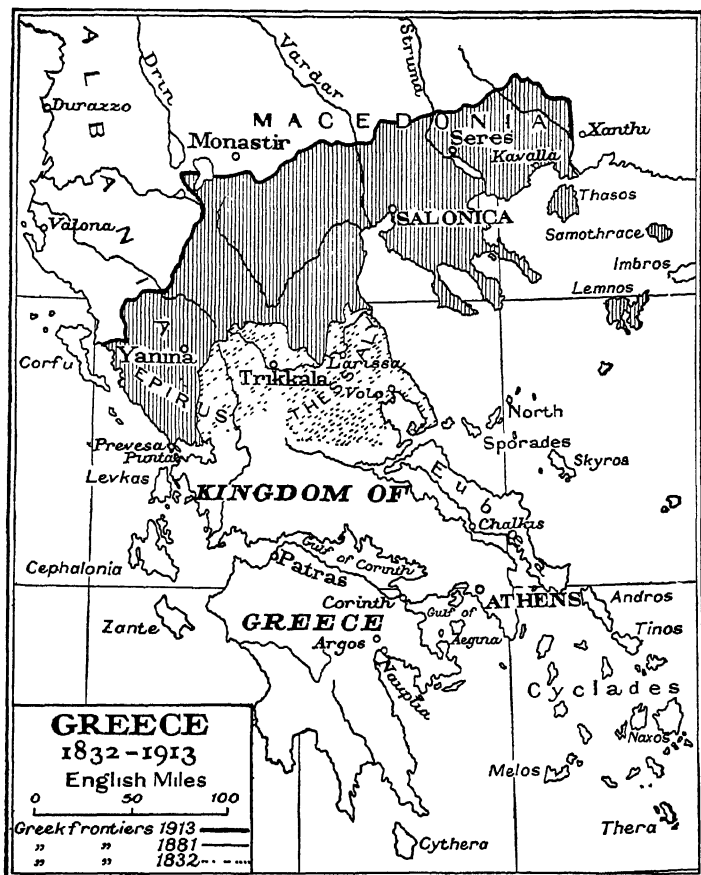 ALBANIA
Drin
Vardar
Struma
Durazzo
MACEDONIA
Monastir
Seres
Xanthi
Kavalla
Thasos
Valona
SALONICA
Samothrace
Imbros
Lemnos
Corfu
Yanina
EPIRUS
Trikkala
Larissa
THESSALY
Volo
North
Sporades
Prevesa
Punta
Skyros
Levkas
KINGDOM OF
Euboea
Chalkis
Cephalonia
Gulf of Corinth
Patras
Corinth
ATHENS
Andros
Zante
GREECE
Gulf of
Aegina
Argos
Tinos
Nauplia
Cyclades
Naxos
Melos
Thera
Cythera
GREECE
1832-1913
English Miles
0 50 100
Greek frontiers 1913
„ „ 1881
„ „ 1832